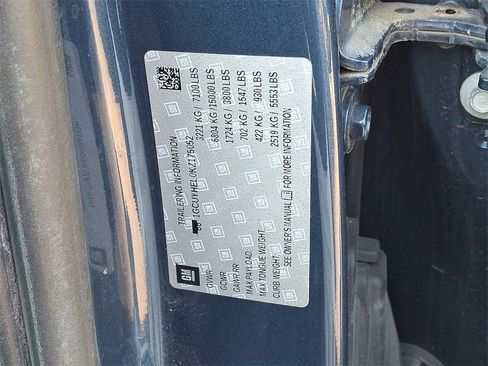 GM
TRAILERING INFORMATION
1GCUYHEL0KZ175052
GVWR- 3221 KG / 7100 LBS
GCWR- 6804 KG / 15000 LBS
GAWR RR 1724 KG / 3800 LBS
MAX PAYLOAD 702 KG / 1547 LBS
MAX TONGUE WEIGHT 422 KG / 930 LBS
CURB WEIGHT 2519 KG / 5553 LBS
SEE OWNER'S MANUAL FOR MORE INFORMATION